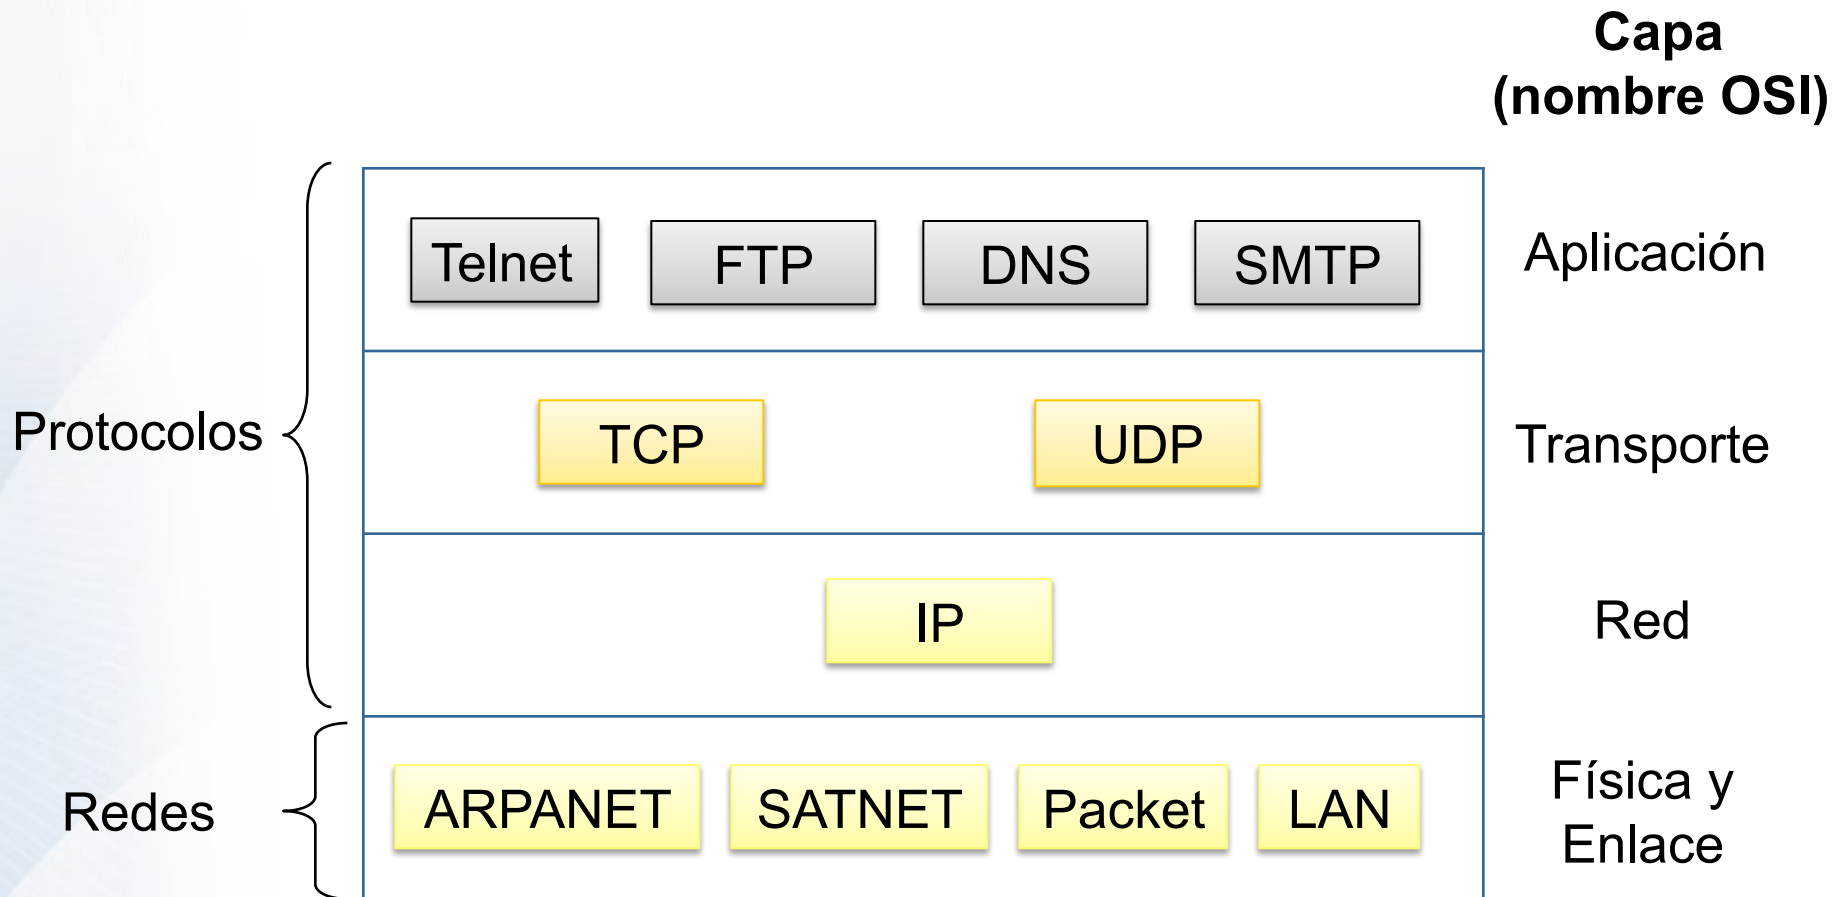 Capa
(nombre OSI)
Telnet
FTP
DNS
SMTP
Aplicación
Protocolos
TCP
UDP
Transporte
IP
Red
Redes
ARPANET
SATNET
Packet
LAN
Física y
Enlace